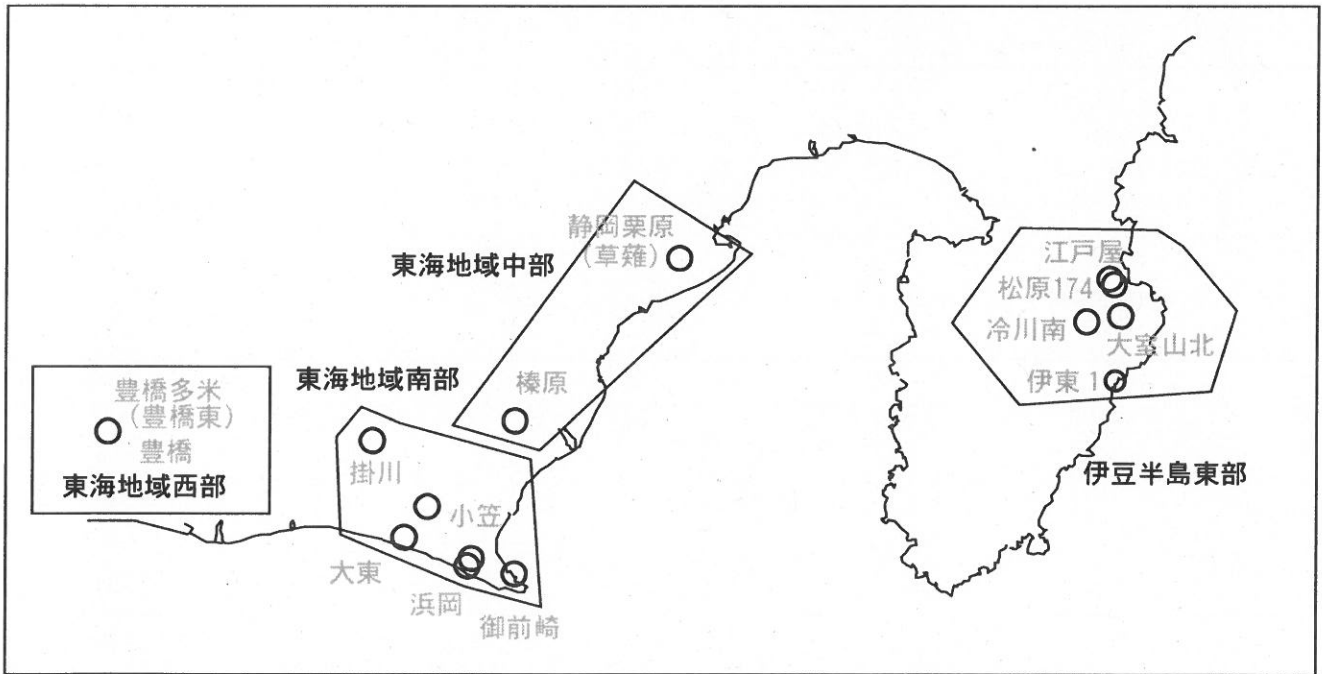 静岡栗原
(草薙)
東海地域中部
榛原
豊橋多米
(豊橋東)
豊橋
東海地域西部
東海地域南部
掛川
小笠
大東
浜岡
御前崎
江戸屋
松原174
冷川南
大室山北
伊東1
伊豆半島東部